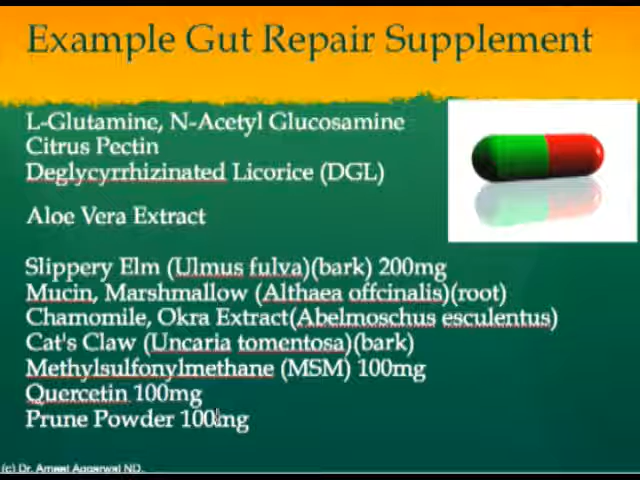 Example Gut Repair Supplement
L-Glutamine, N-Acetyl Glucosamine
Citrus Pectin
Deglycyrrhizinated Licorice (DGL)
Aloe Vera Extract
Slippery Elm (Ulmus fulva)(bark) 200mg
Mucin, Marshmallow (Althaea offcinalis)(root)
Chamomile, Okra Extract(Abelmoschus esculentus)
Cat's Claw (Uncaria tomentosa)(bark)
Methylsulfonylmethane (MSM) 100mg
Quercetin 100mg
Prune Powder 100mg
(c) Dr. Ameet Aggarwal ND.